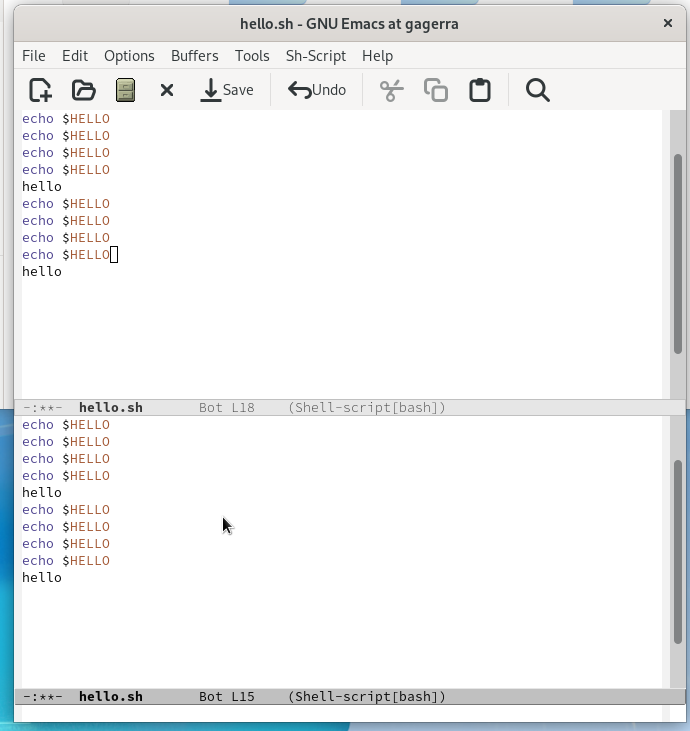 hello.sh - GNU Emacs at gagerra
File Edit Options Buffers Tools Sh-Script Help
Save Undo
echo $HELLO
echo $HELLO
echo $HELLO
echo $HELLO
hello
echo $HELLO
echo $HELLO
echo $HELLO
echo $HELLO
hello
-:**- hello.sh Bot L18 (Shell-script[bash])
echo $HELLO
echo $HELLO
echo $HELLO
echo $HELLO
hello
echo $HELLO
echo $HELLO
echo $HELLO
echo $HELLO
hello
-:**- hello.sh Bot L15 (Shell-script[bash])